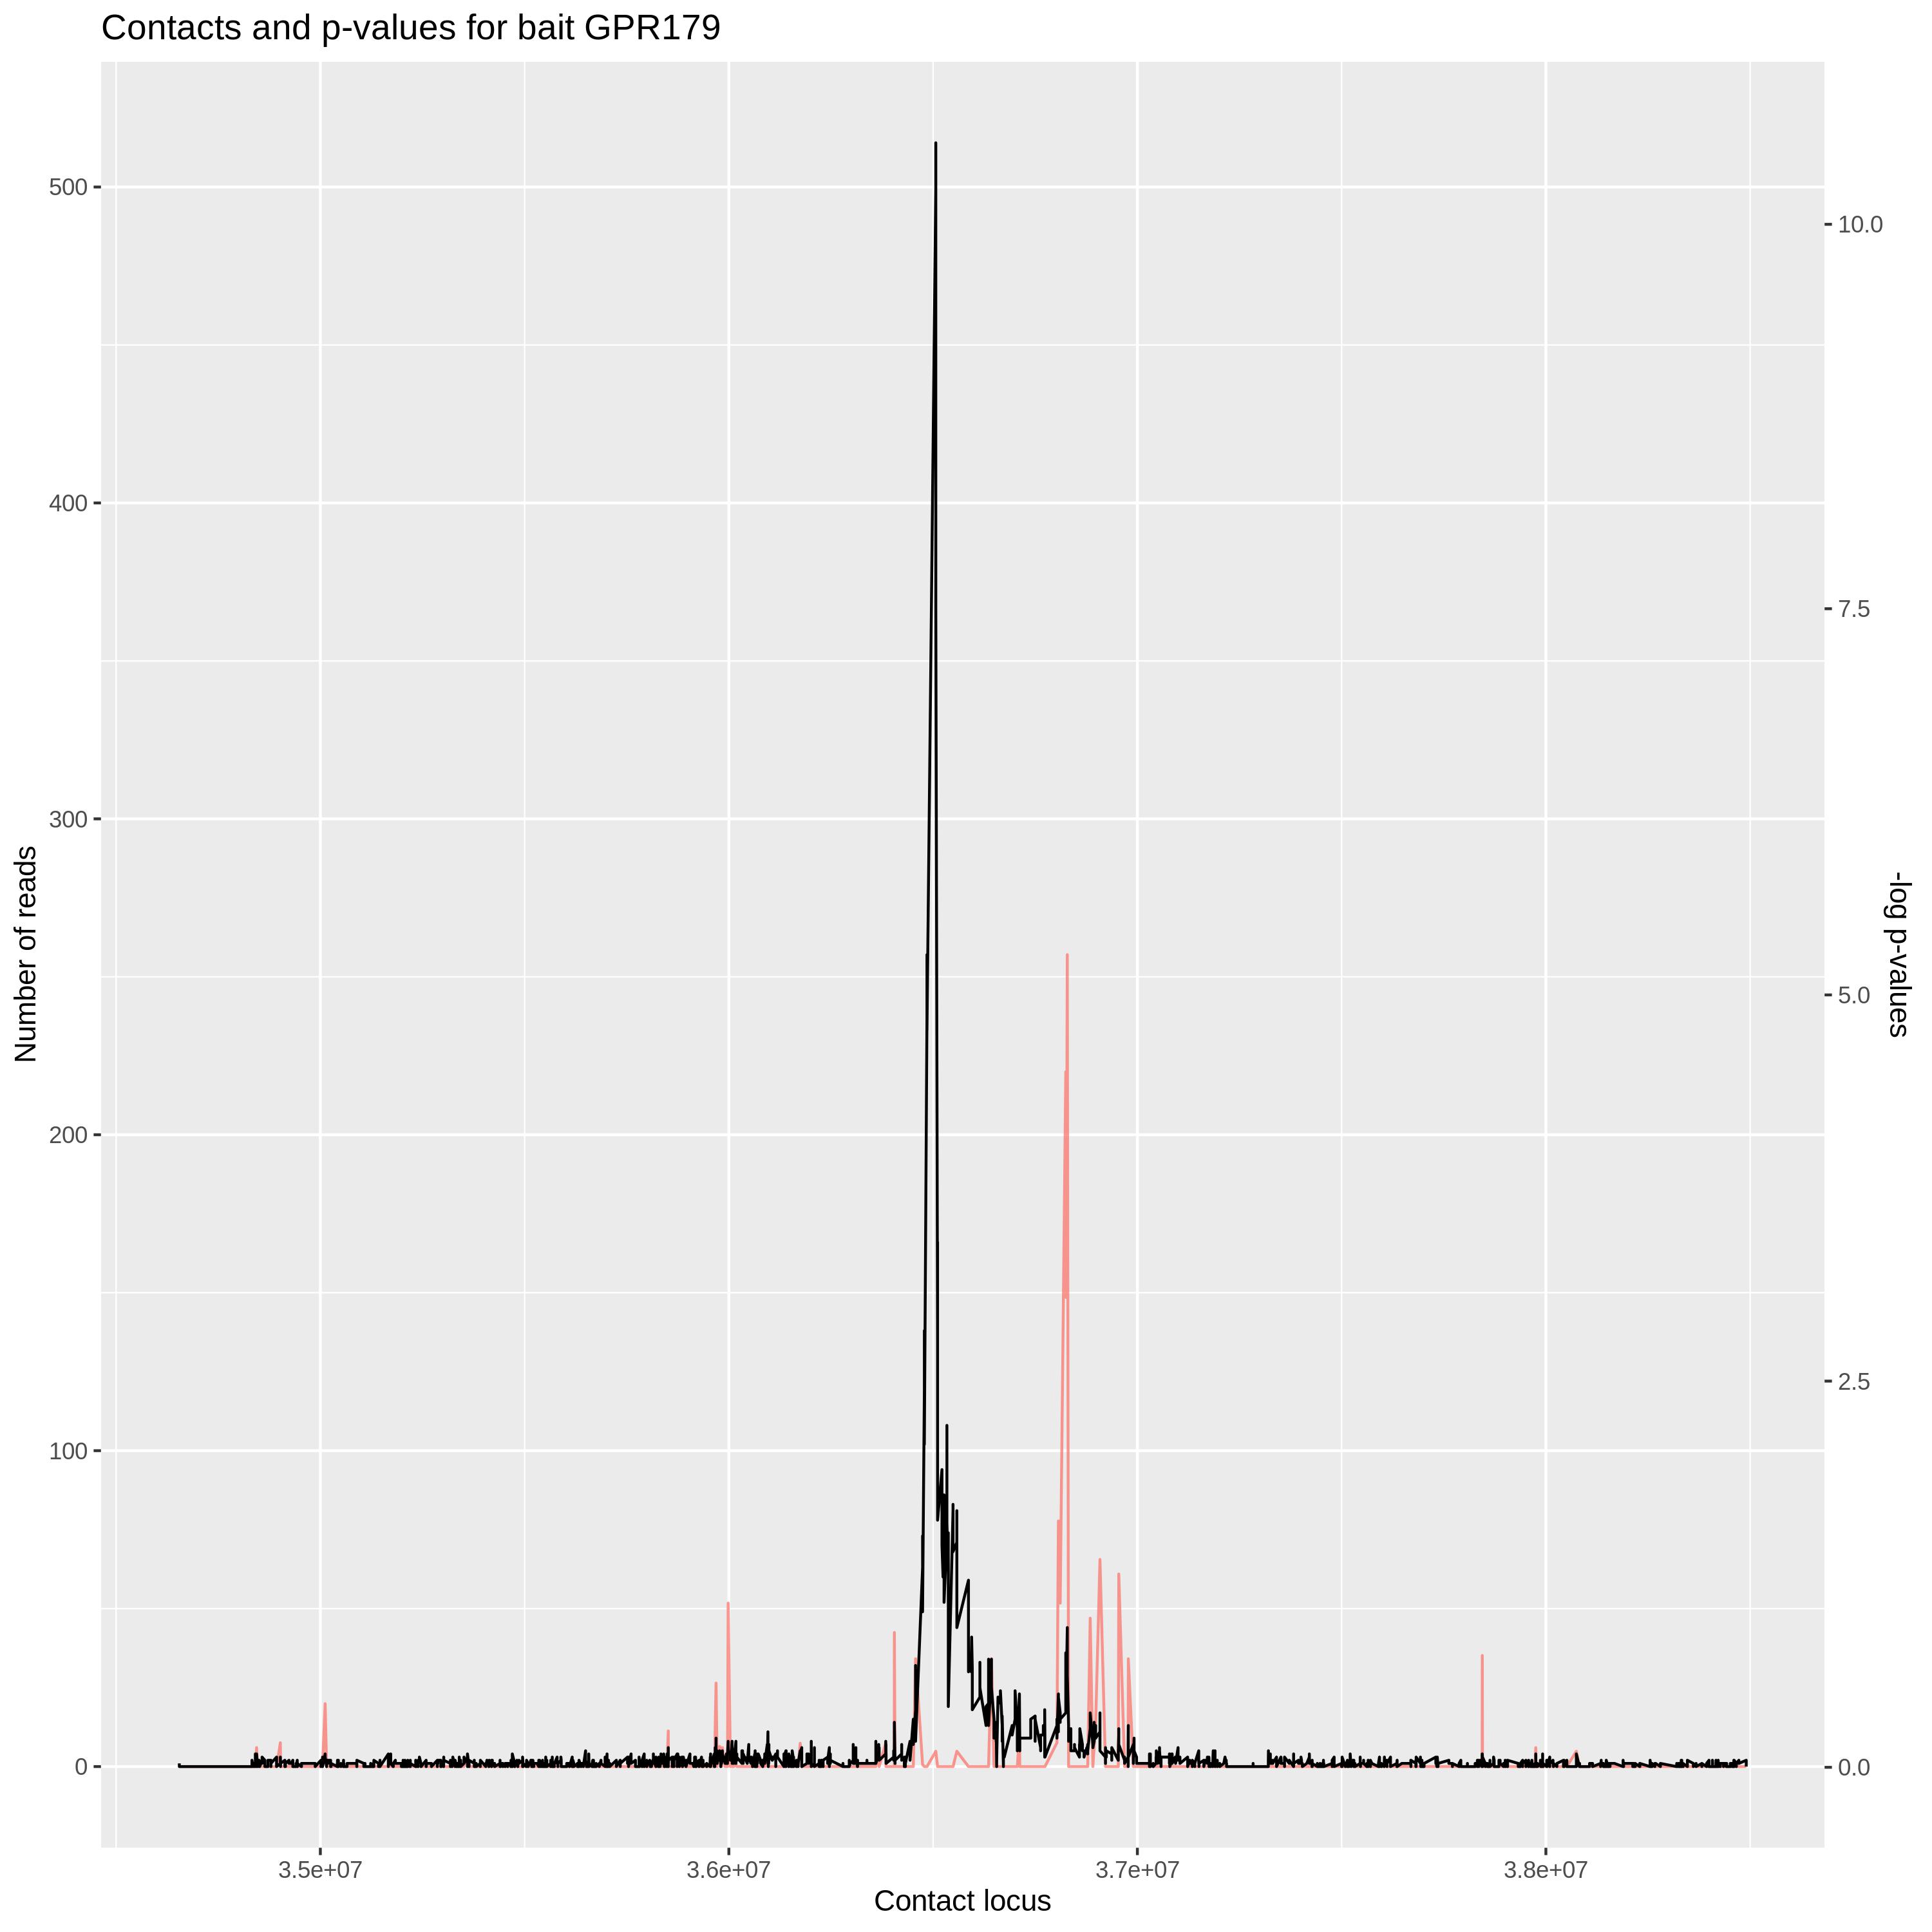 Contacts and p-values for bait GPR179
500
400
300
200
100
0
Number of reads
10.0
7.5
5.0
2.5
0.0
-log p-values
3.5e+07
3.6e+07
3.7e+07
3.8e+07
Contact locus